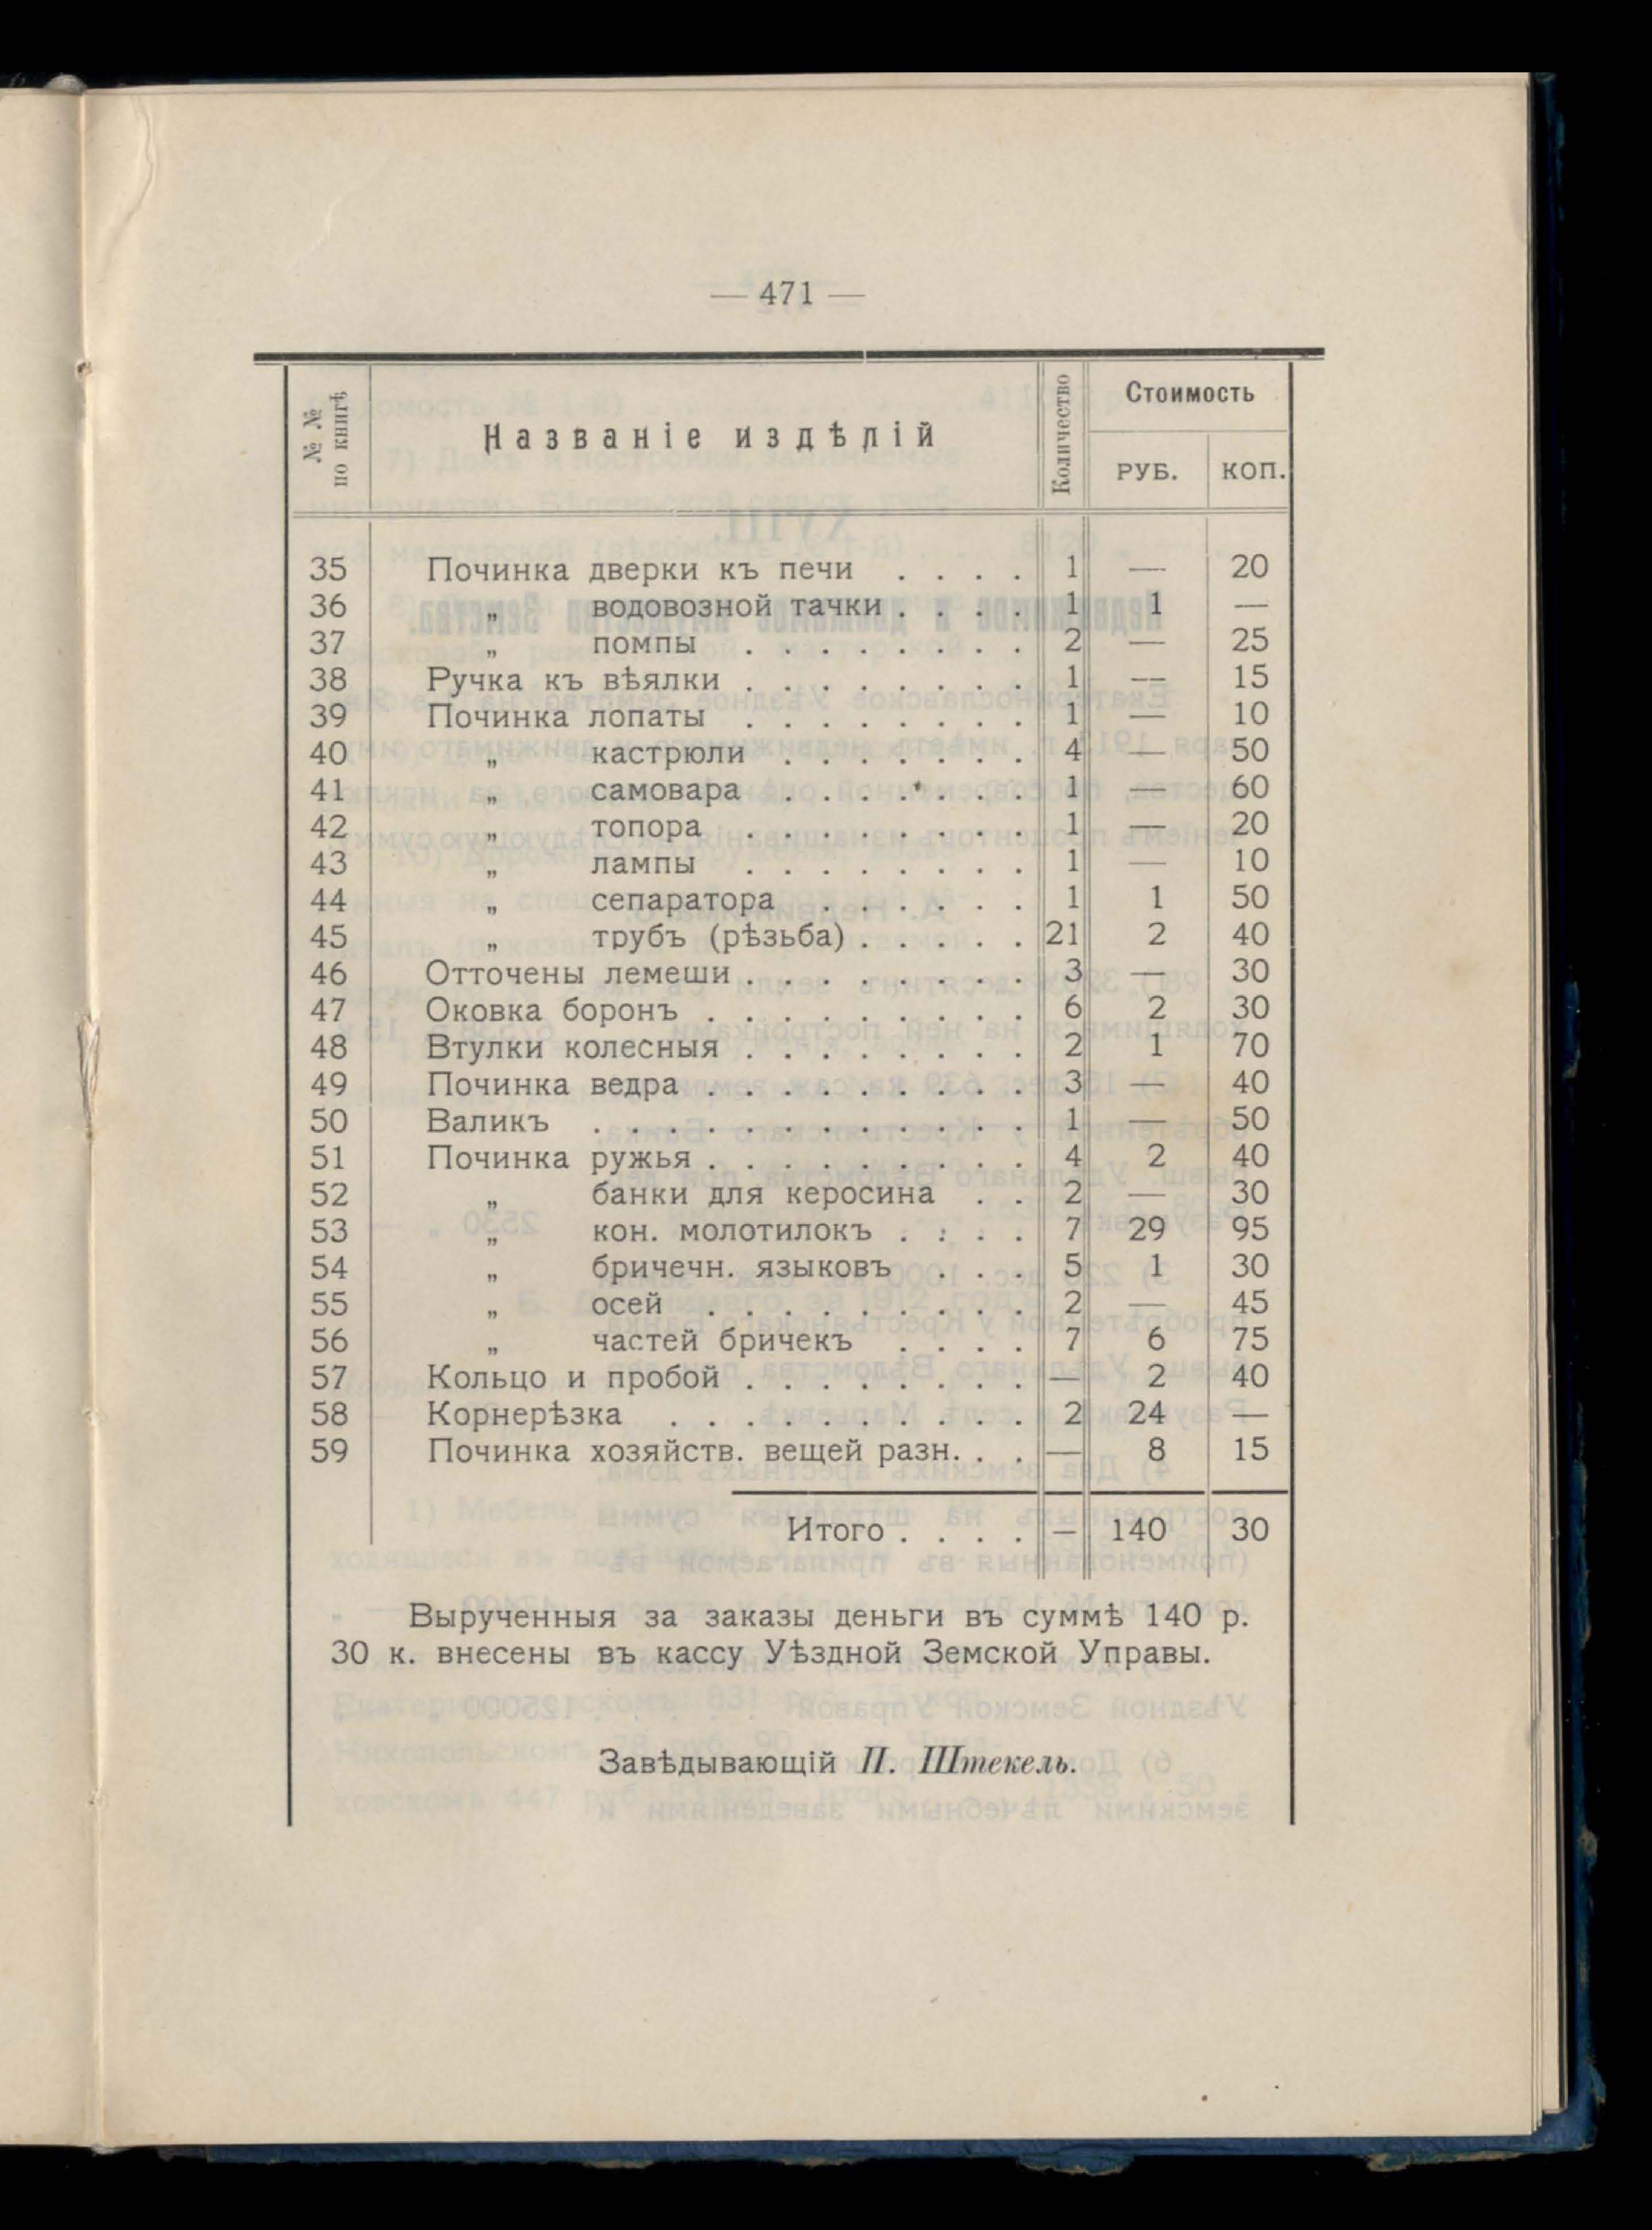 — 471 —
№ №
по книгѣ
Названіе издѣлій
Количество
Стоимость
РУБ. КОП.
35 Починка дверки къ печи . . . . 1 — 20
36 „ водовозной тачки . . . . 1 1 —
37 „ помпы . . . . . . . . 2 — 25
38 Ручка къ вѣялки . . . . . . . . 1 — 15
39 Починка лопаты . . . . . . . . 1 — 10
40 „ кастрюли . . . . . . . 4 — 50
41 „ самовара . . . . . . . 1 — 60
42 „ топора . . . . . . . . 1 — 20
43 „ лампы . . . . . . . . 1 — 10
44 „ сепаратора . . . . . . 1 1 50
45 „ трубъ (рѣзьба) . . . . . 21 2 40
46 Отточены лемеши . . . . . . . . 3 — 30
47 Оковка боронъ . . . . . . . . . 6 2 30
48 Втулки колесныя . . . . . . . . 2 1 70
49 Починка ведра . . . . . . . . . 3 — 40
50 Валикъ . . . . . . . . . . . . 1 — 50
51 Починка ружья . . . . . . . . . 4 2 40
52 „ банки для керосина . . 2 — 30
53 „ кон. молотилокъ . . . . 7 29 95
54 „ бричечн. языковъ . . . 5 1 30
55 „ осей . . . . . . . . . 2 — 45
56 „ частей бричекъ . . . . 7 6 75
57 Кольцо и пробой . . . . . . . . — 2 40
58 Корнерѣзка . . . . . . . . . . 2 24 —
59 Починка хозяйств. вещей разн. . . — 8 15
Итого . . . . — 140 30
Вырученныя за заказы деньги въ суммѣ 140 р.
30 к. внесены въ кассу Уѣздной Земской Управы.
Завѣдывающій П. Штекель.